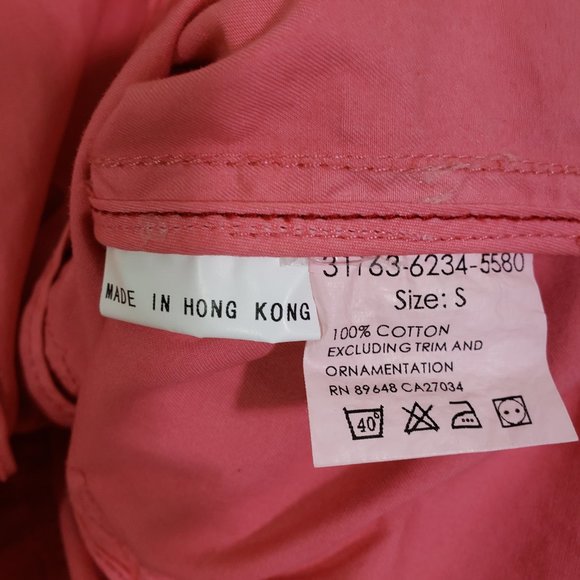 MADE IN HONG KONG
31763-6234-5580
Size: S
100% COTTON
EXCLUDING TRIM AND
ORNAMENTATION
RN 89648 CA27034
40°